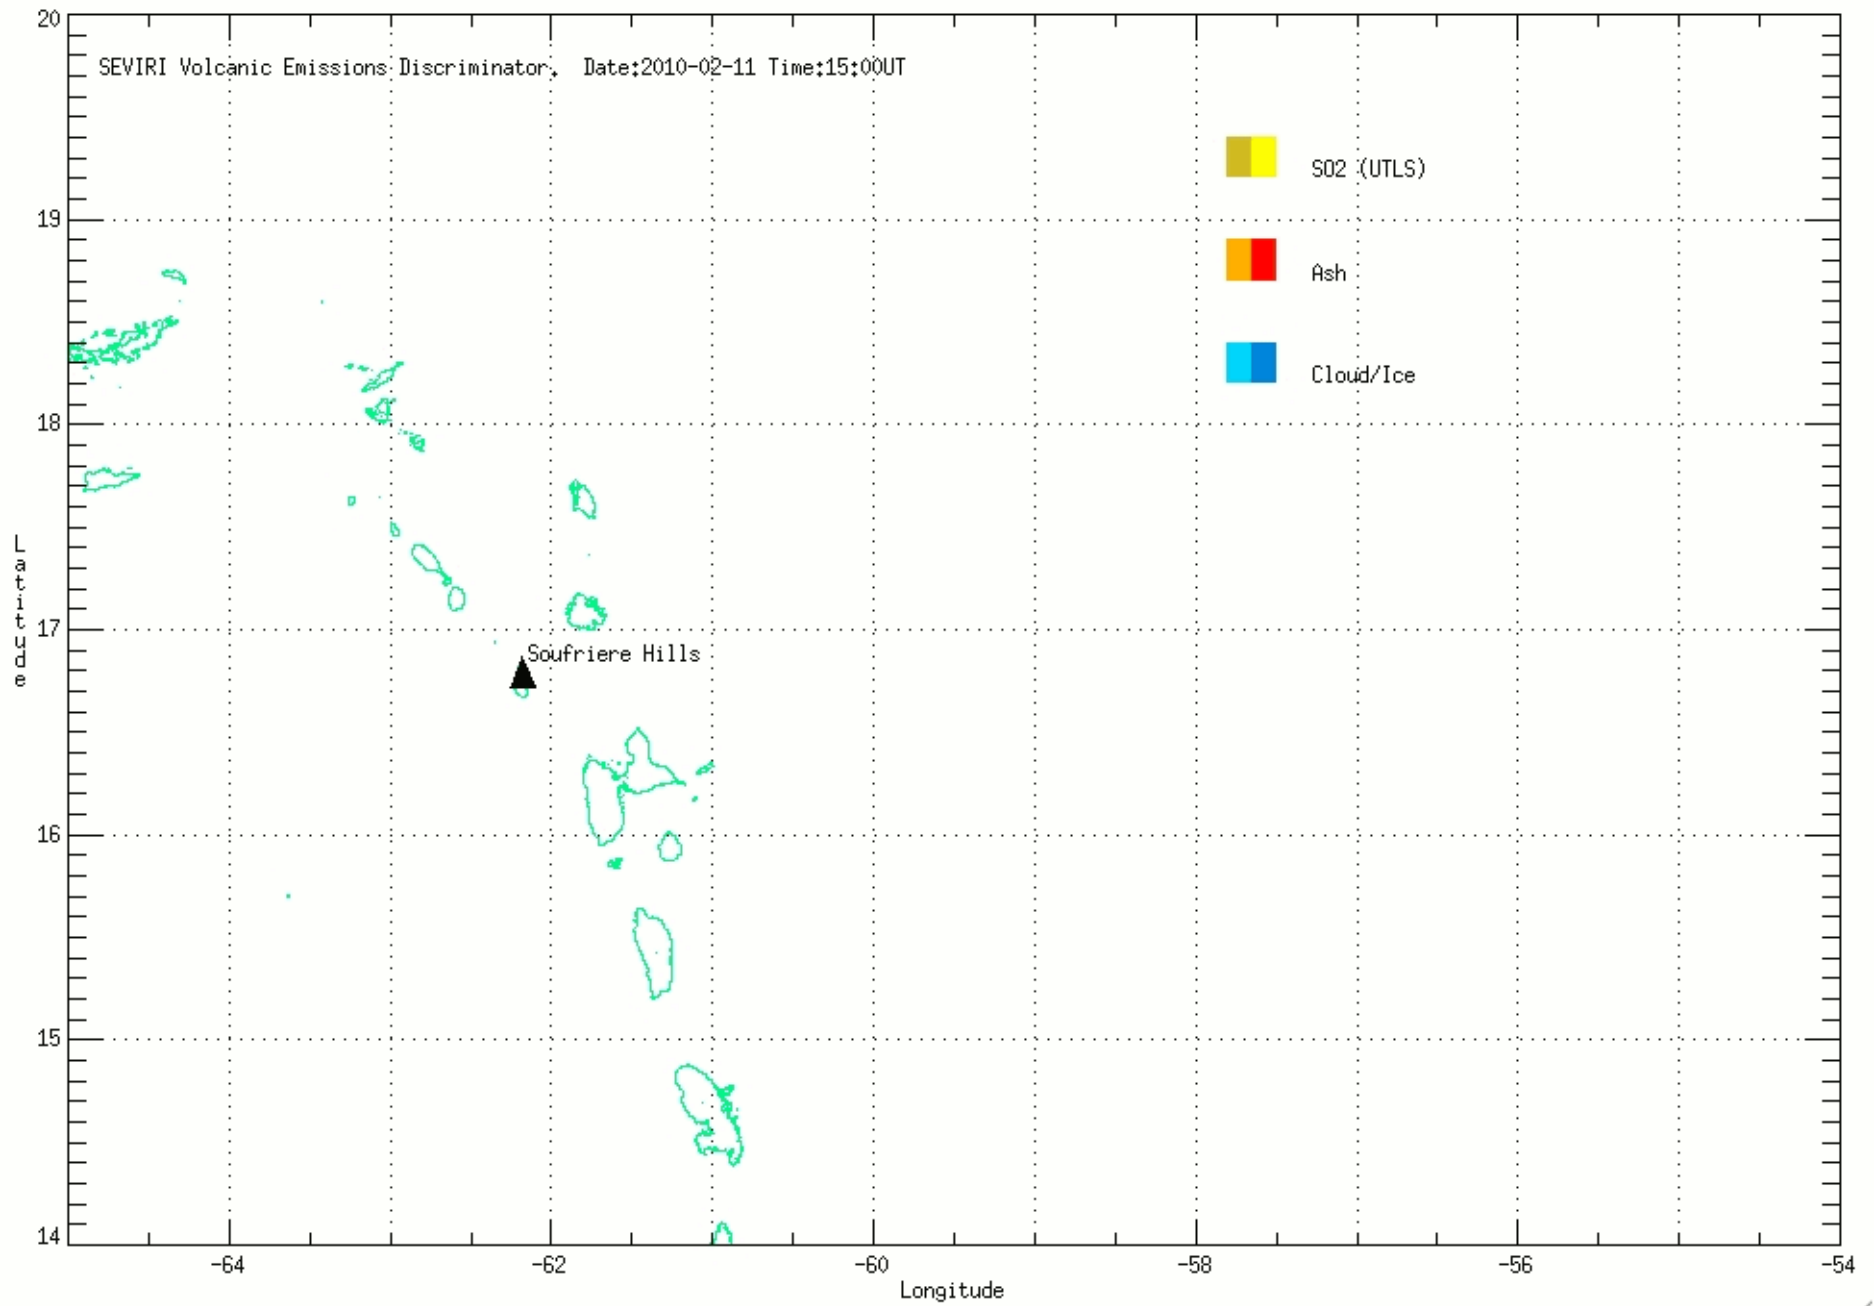 SEVIRI Volcanic Emissions Discriminator.  Date:2010-02-11 Time:15:00UT
SO2 (UTLS)
Ash
Cloud/Ice
Soufriere Hills
Latitude
20
19
18
17
16
15
14
-64
-62
-60
-58
-56
-54
Longitude